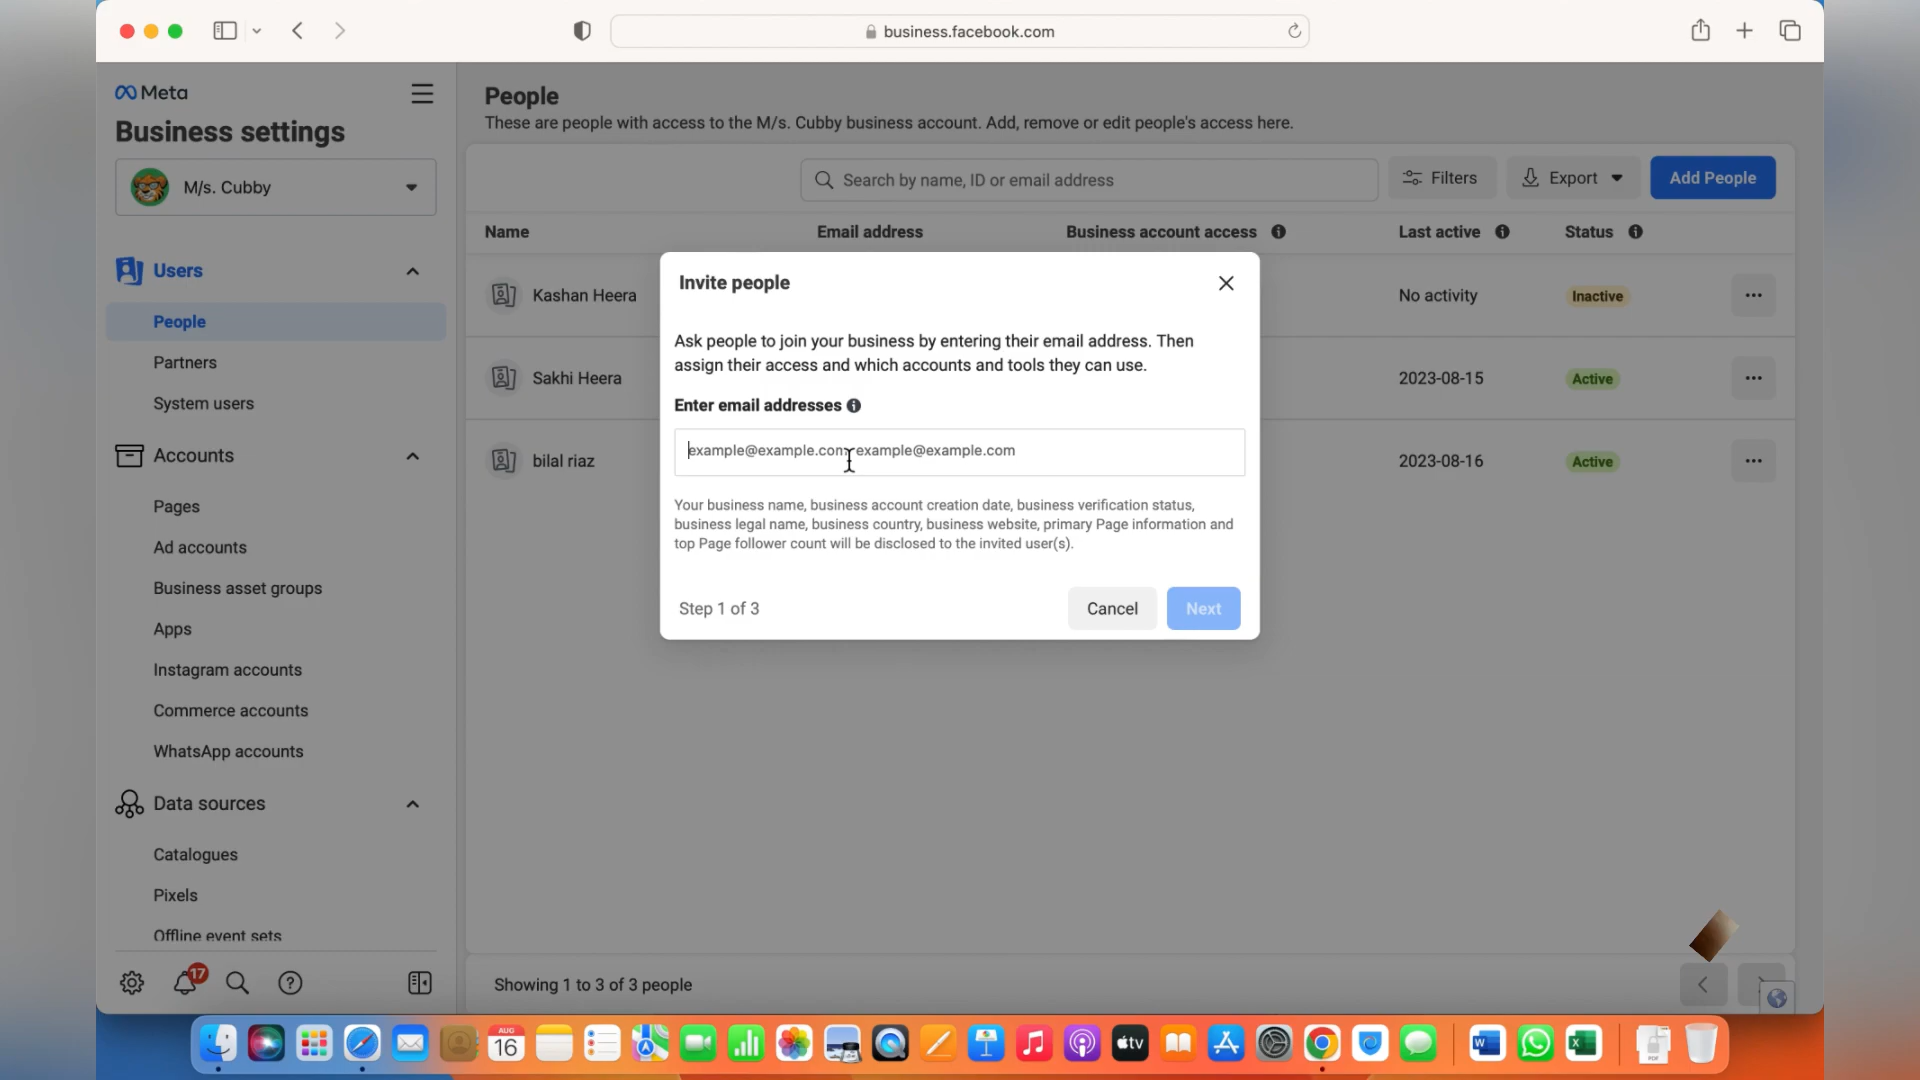 business.facebook.com
Meta
Business settings
M/s. Cubby
Users
People
Partners
System users
Accounts
Pages
Ad accounts
Business asset groups
Apps
Instagram accounts
Commerce accounts
WhatsApp accounts
Data sources
Catalogues
Pixels
Offline event sets
17
People
These are people with access to the M/s. Cubby business account. Add, remove or edit people's access here.
Search by name, ID or email address
Filters
Export
Add People
Name Email address Business account access Last active Status
Kashan Heera No activity Inactive
Sakhi Heera 2023-08-15 Active
bilal riaz 2023-08-16 Active
Invite people
Ask people to join your business by entering their email address. Then
assign their access and which accounts and tools they can use.
Enter email addresses
example@example.com; example@example.com
Your business name, business account creation date, business verification status,
business legal name, business country, business website, primary Page information and
top Page follower count will be disclosed to the invited user(s).
Step 1 of 3
Cancel
Next
Showing 1 to 3 of 3 people
AUG
16
tv
W
X
PDF